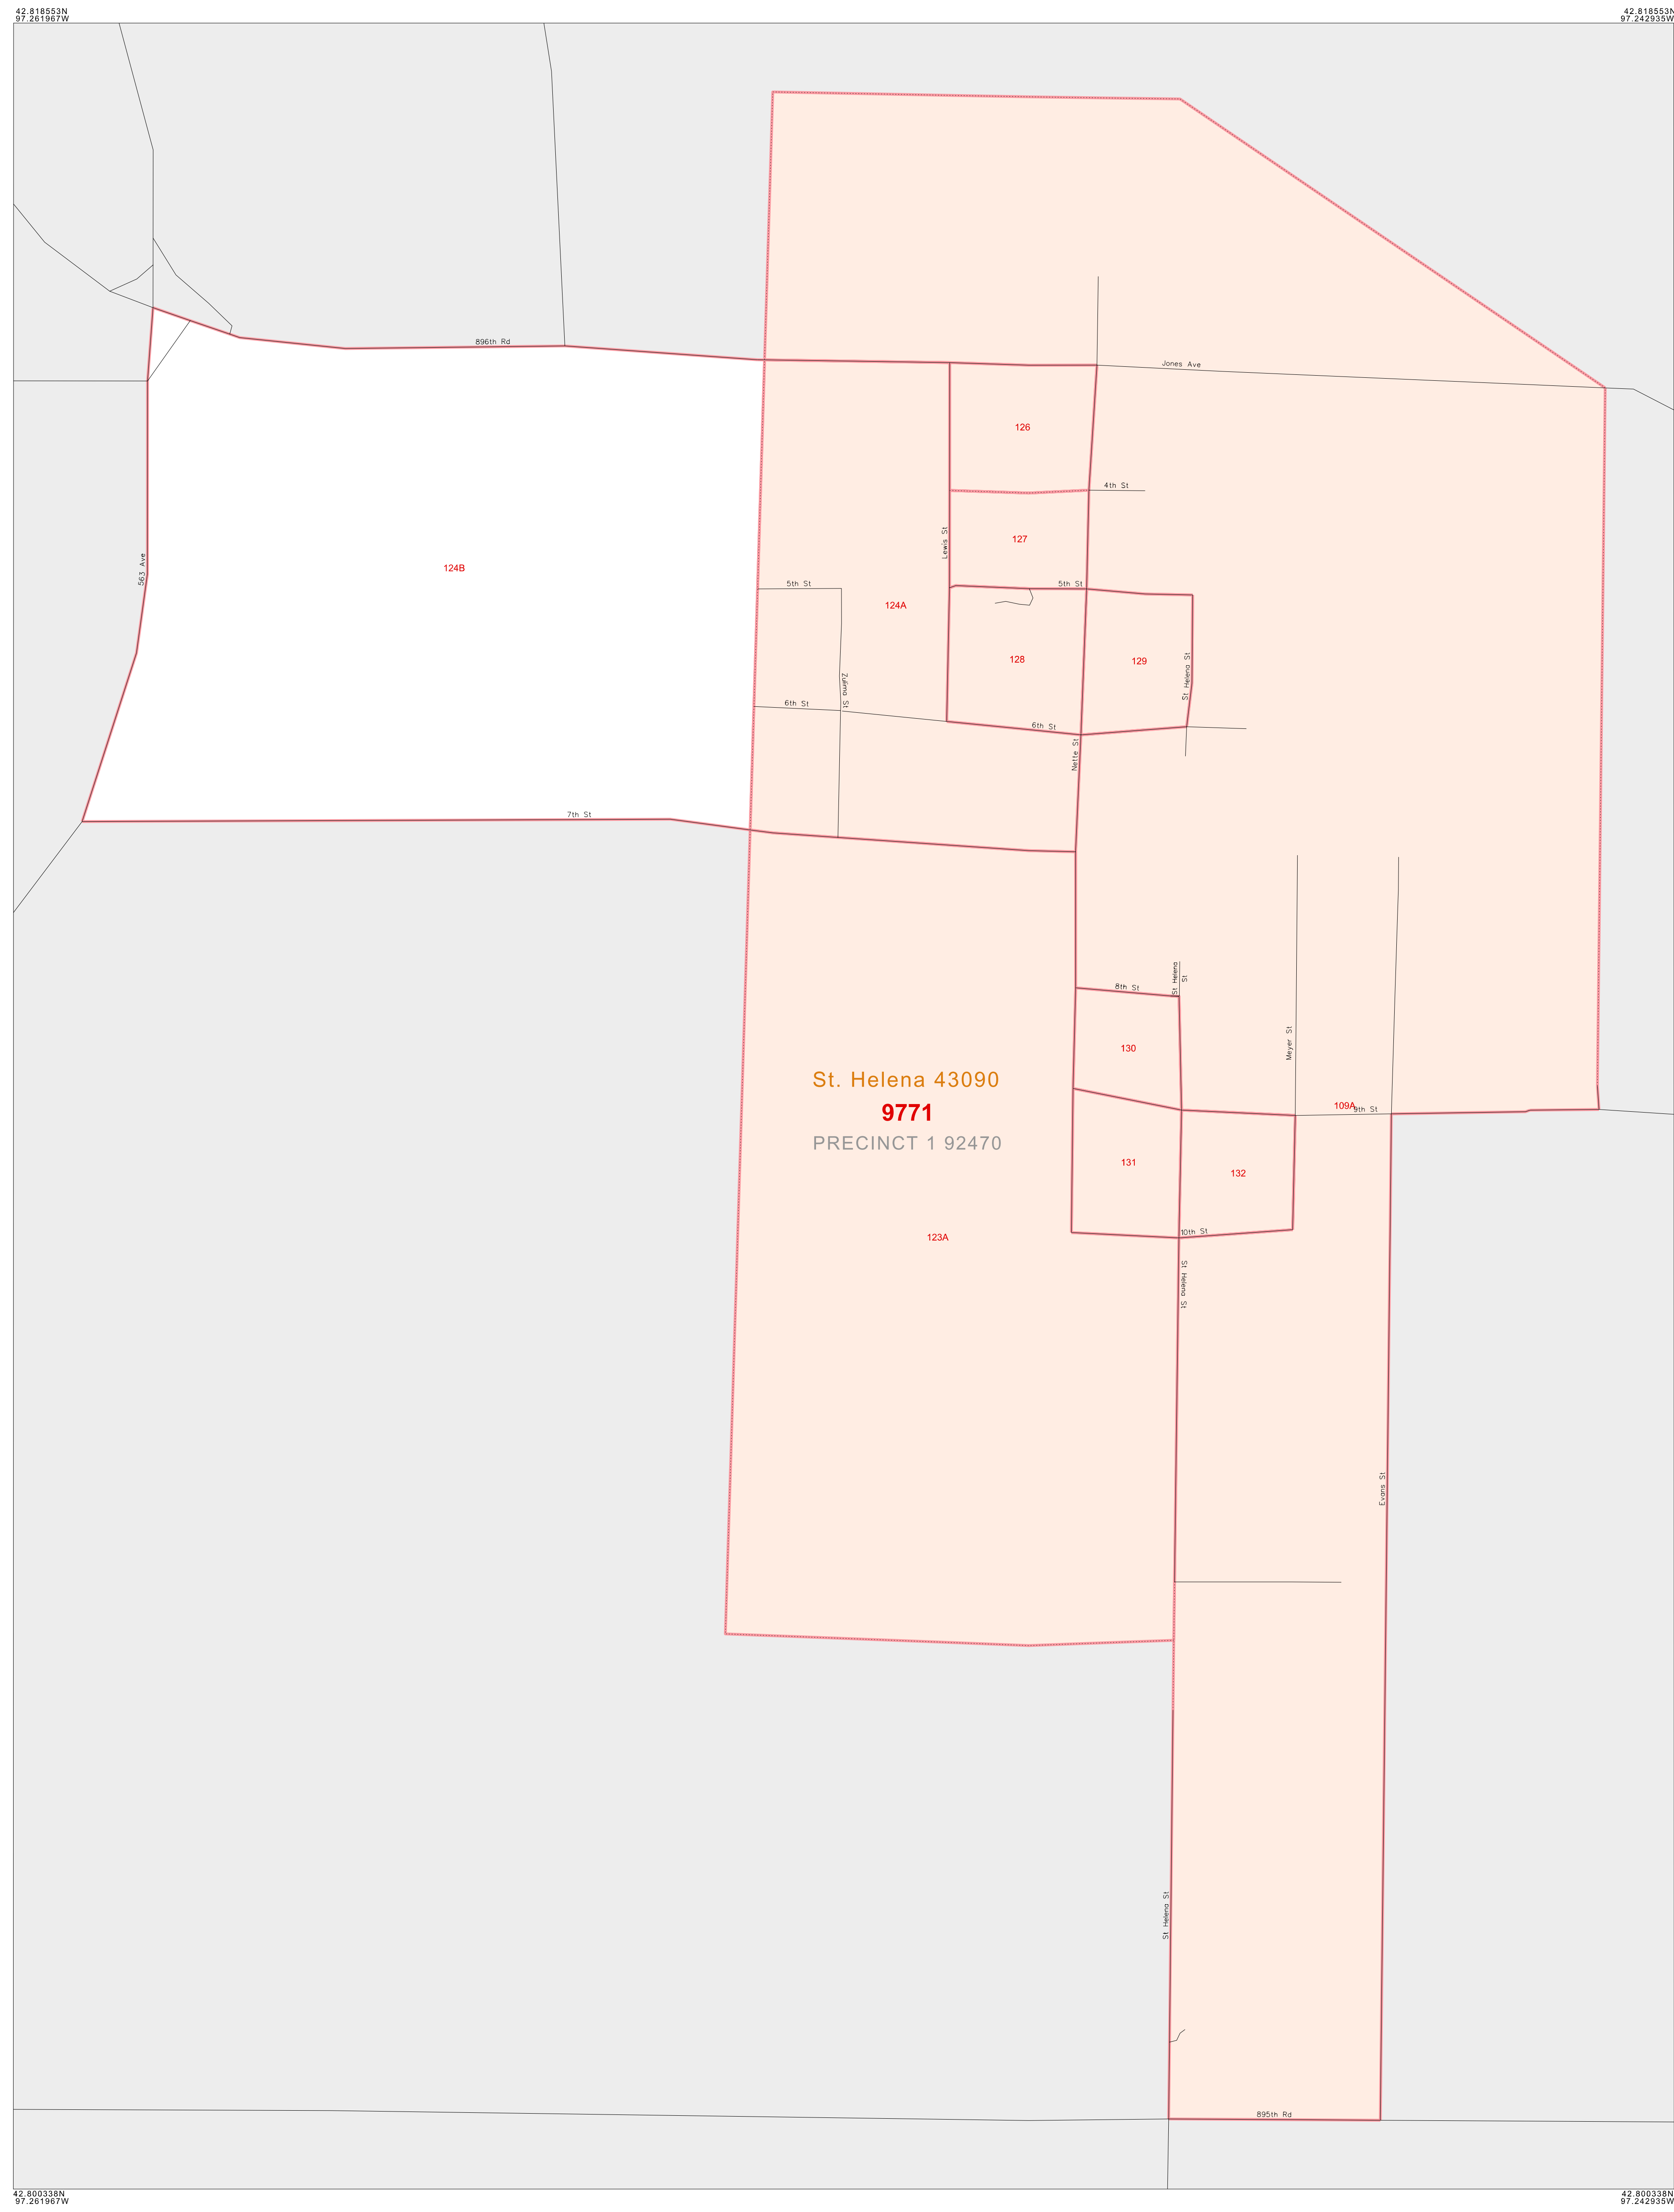 42.818553N
97.261967W
42.818553N
97.242935W
896th Rd
Jones Ave
126
4th St
Lewis St
127
563 Ave
124B
5th St
5th St
124A
128
129
St Helena St
Zulma St
6th St
6th St
Nette St
7th St
St Helena
St
8th St
Meyer St
130
St. Helena 43090
9771
PRECINCT 1 92470
109A
9th St
131
132
10th St
123A
St Helena St
Evans St
St Helena St
895th Rd
42.800338N
97.261967W
42.800338N
97.242935W